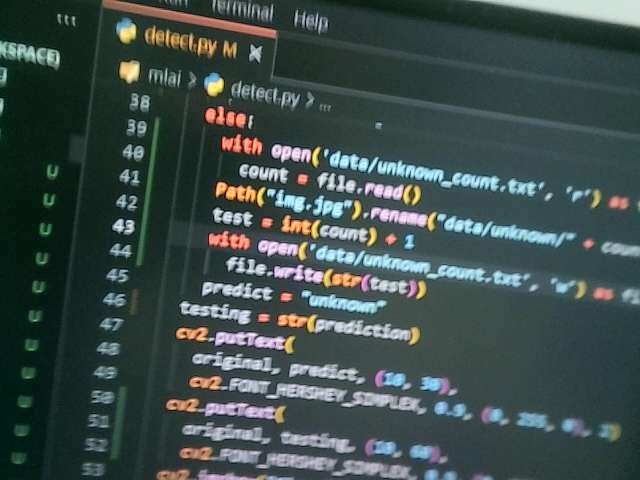 Run Terminal Help
KSPACE]
detect.py M X
mlai > detect.py > ...
38
39 else:
40 with open('data/unknown_count.txt', 'r') as
41 count = file.read()
42 Path("img.jpg").rename("data/unknown/" + coun
43 test = int(count) + 1
44 with open('data/unknown_count.txt', 'w') as fi
45 file.write(str(test))
46 predict = "unknown"
47 testing = str(prediction)
48 cv2.putText(
49 original, predict, (10, 30),
50 cv2.FONT_HERSHEY_SIMPLEX, 0.9, (0, 255, 0), 2)
51 cv2.putText(
52 original, testing, (10, 60),
53 cv2.FONT_HERSHEY_SIMPLEX, 0.9
U
U
U
U
U
U
U
U
U
U
U